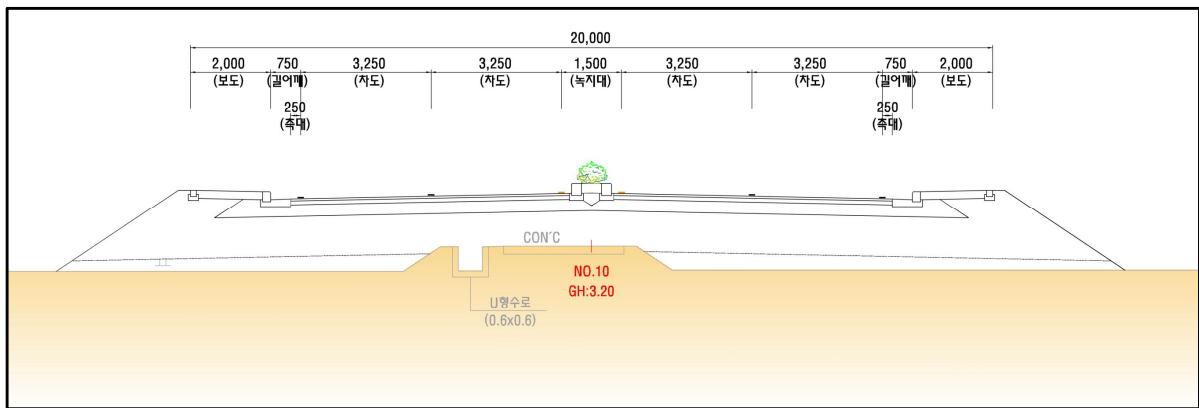 20,000
2,000 750 3,250 3,250 1,500 3,250 3,250 750 2,000
(보도) (길어깨) (차도) (차도) (녹지대) (차도) (차도) (길어깨) (보도)
250 250
(측대) (측대)
CON'C
NO.10
GH:3.20
U형수로
(0.6x0.6)